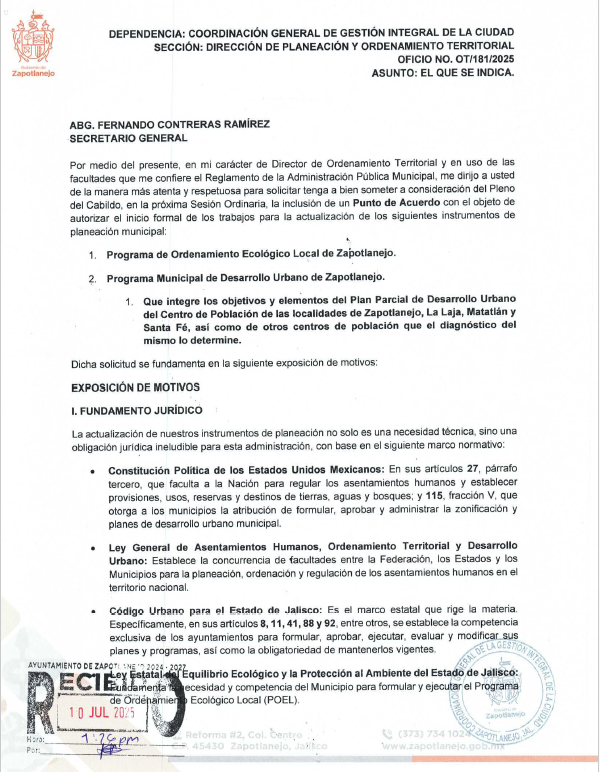 Gobierno de
Zapotlanejo
DEPENDENCIA: COORDINACIÓN GENERAL DE GESTIÓN INTEGRAL DE LA CIUDAD
SECCIÓN: DIRECCIÓN DE PLANEACIÓN Y ORDENAMIENTO TERRITORIAL
OFICIO NO. OT/181/2025
ASUNTO: EL QUE SE INDICA.
ABG. FERNANDO CONTRERAS RAMÍREZ
SECRETARIO GENERAL
Por medio del presente, en mi carácter de Director de Ordenamiento Territorial y en uso de las
facultades que me confiere el Reglamento de la Administración Pública Municipal, me dirijo a usted
de la manera más atenta y respetuosa para solicitar tenga a bien someter a consideración del Pleno
del Cabildo, en la próxima Sesión Ordinaria, la inclusión de un Punto de Acuerdo con el objeto de
autorizar el inicio formal de los trabajos para la actualización de los siguientes instrumentos de
planeación municipal:
1. Programa de Ordenamiento Ecológico Local de Zapotlanejo.
2. Programa Municipal de Desarrollo Urbano de Zapotlanejo.
1. Que integre los objetivos y elementos del Plan Parcial de Desarrollo Urbano
del Centro de Población de las localidades de Zapotlanejo, La Laja, Matatlán y
Santa Fé, así como de otros centros de población que el diagnóstico del
mismo lo determine.
Dicha solicitud se fundamenta en la siguiente exposición de motivos:
EXPOSICIÓN DE MOTIVOS
I. FUNDAMENTO JURÍDICO
La actualización de nuestros instrumentos de planeación no solo es una necesidad técnica, sino una
obligación jurídica ineludible para esta administración, con base en el siguiente marco normativo:
• Constitución Política de los Estados Unidos Mexicanos: En sus artículos 27, párrafo
tercero, que faculta a la Nación para regular los asentamientos humanos y establecer
provisiones, usos, reservas y destinos de tierras, aguas y bosques; y 115, fracción V, que
otorga a los municipios la atribución de formular, aprobar y administrar la zonificación y
planes de desarrollo urbano municipal.
• Ley General de Asentamientos Humanos, Ordenamiento Territorial y Desarrollo
Urbano: Establece la concurrencia de facultades entre la Federación, los Estados y los
Municipios para la planeación, ordenación y regulación de los asentamientos humanos en el
territorio nacional.
• Código Urbano para el Estado de Jalisco: Es el marco estatal que rige la materia.
Específicamente, en sus artículos 8, 11, 41, 88 y 92, entre otros, se establece la competencia
exclusiva de los ayuntamientos para formular, aprobar, ejecutar, evaluar y modificar sus
planes y programas, así como la obligatoriedad de mantenerlos vigentes.
AYUNTAMIENTO DE ZAPOTLANEJO 2024 - 2027
Ley Estatal del Equilibrio Ecológico y la Protección al Ambiente del Estado de Jalisco:
Fundamenta la necesidad y competencia del Municipio para formular y ejecutar el Programa
de Ordenamiento Ecológico Local (POEL).
RECIBIDO
10 JUL 2025
Hora: 1:26 pm
Por:
Reforma #2, Col. Centro
C.P. 45430 Zapotlanejo, Jalisco
(373) 734 1024
www.zapotlanejo.gob.mx
COORDINACIÓN GENERAL DE LA GESTIÓN INTEGRAL DE LA CIUDAD
Zapotlanejo
ZAPOTLANEJO, JAL.